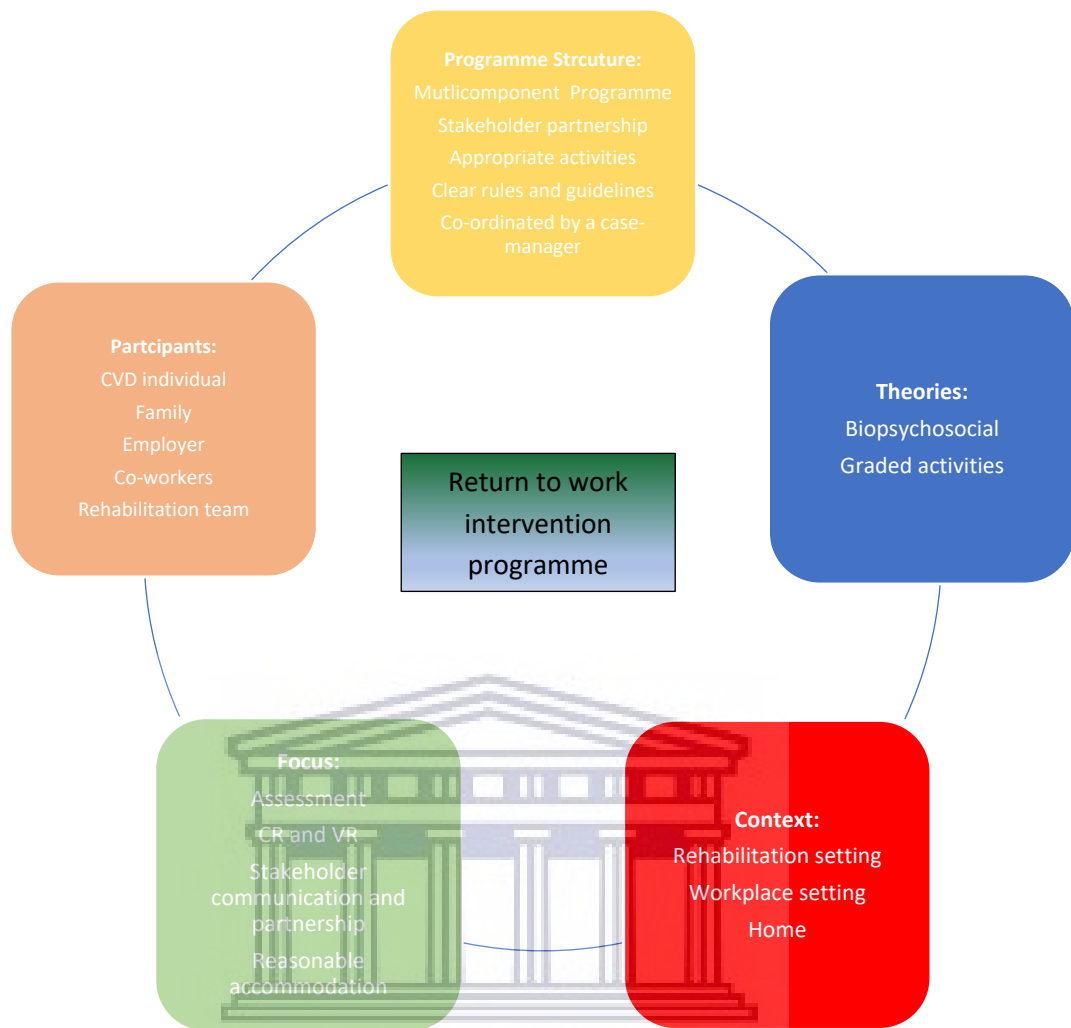 Programme Strcuture:
Mutlicomponent Programme
Stakeholder partnership
Appropriate activities
Clear rules and guidelines
Co-ordinated by a case-
manager
Partcipants:
CVD individual
Family
Employer
Co-workers
Rehabilitation team
Theories:
Biopsychosocial
Graded activities
Return to work
intervention
programme
Focus:
Assessment
CR and VR
Stakeholder
communication and
partnership
Reasonable
accommodation
Context:
Rehabilitation setting
Workplace setting
Home